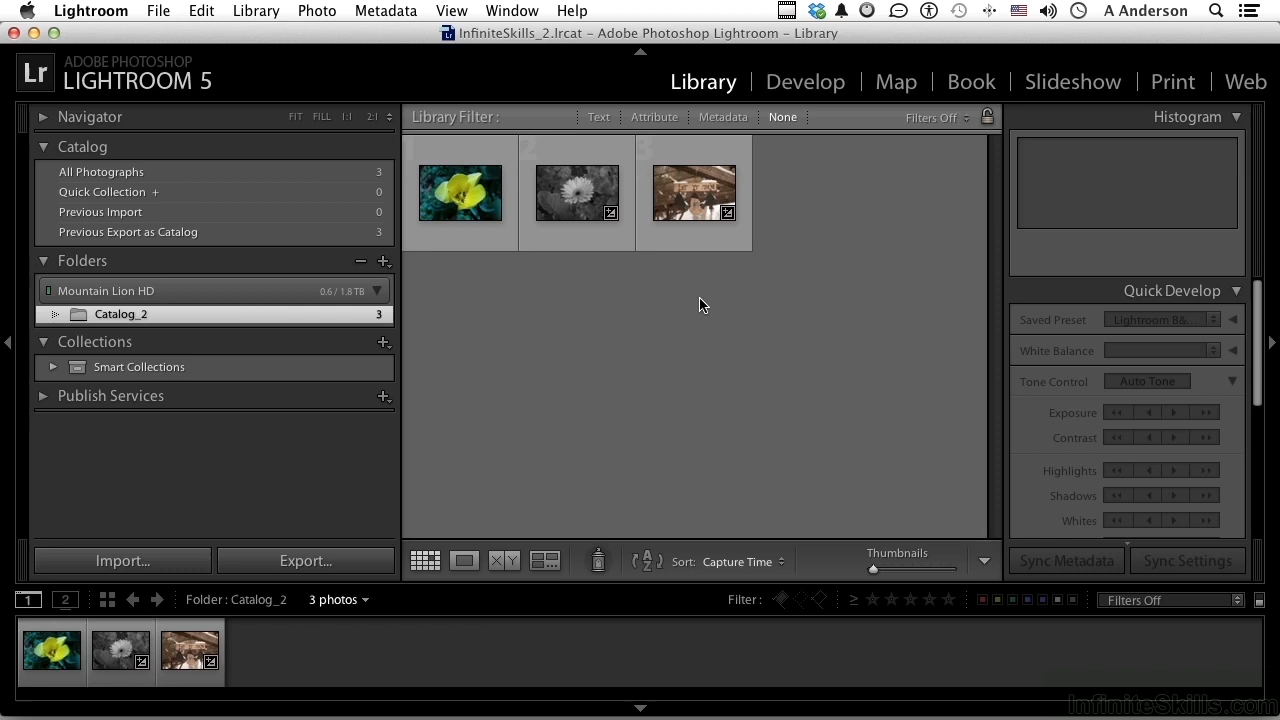 Lightroom File Edit Library Photo Metadata View Window Help A Anderson
InfiniteSkills_2.lrcat – Adobe Photoshop Lightroom – Library
Lr ADOBE PHOTOSHOP
LIGHTROOM 5
Library | Develop | Map | Book | Slideshow | Print | Web
Navigator FIT FILL 1:1 2:1
Catalog
All Photographs 3
Quick Collection + 0
Previous Import 0
Previous Export as Catalog 3
Folders
Mountain Lion HD 0.6 / 1.8 TB
Catalog_2 3
Collections
Smart Collections
Publish Services
Import... Export...
Library Filter : Text Attribute Metadata None Filters Off
1 2 3
Histogram
Quick Develop
Saved Preset Lightroom B&...
White Balance
Tone Control Auto Tone
Exposure
Contrast
Highlights
Shadows
Whites
Sync Metadata Sync Settings
XY Sort: Capture Time Thumbnails
1 2 Folder : Catalog_2 3 photos Filter : ≥ Filters Off
InfiniteSkills.com